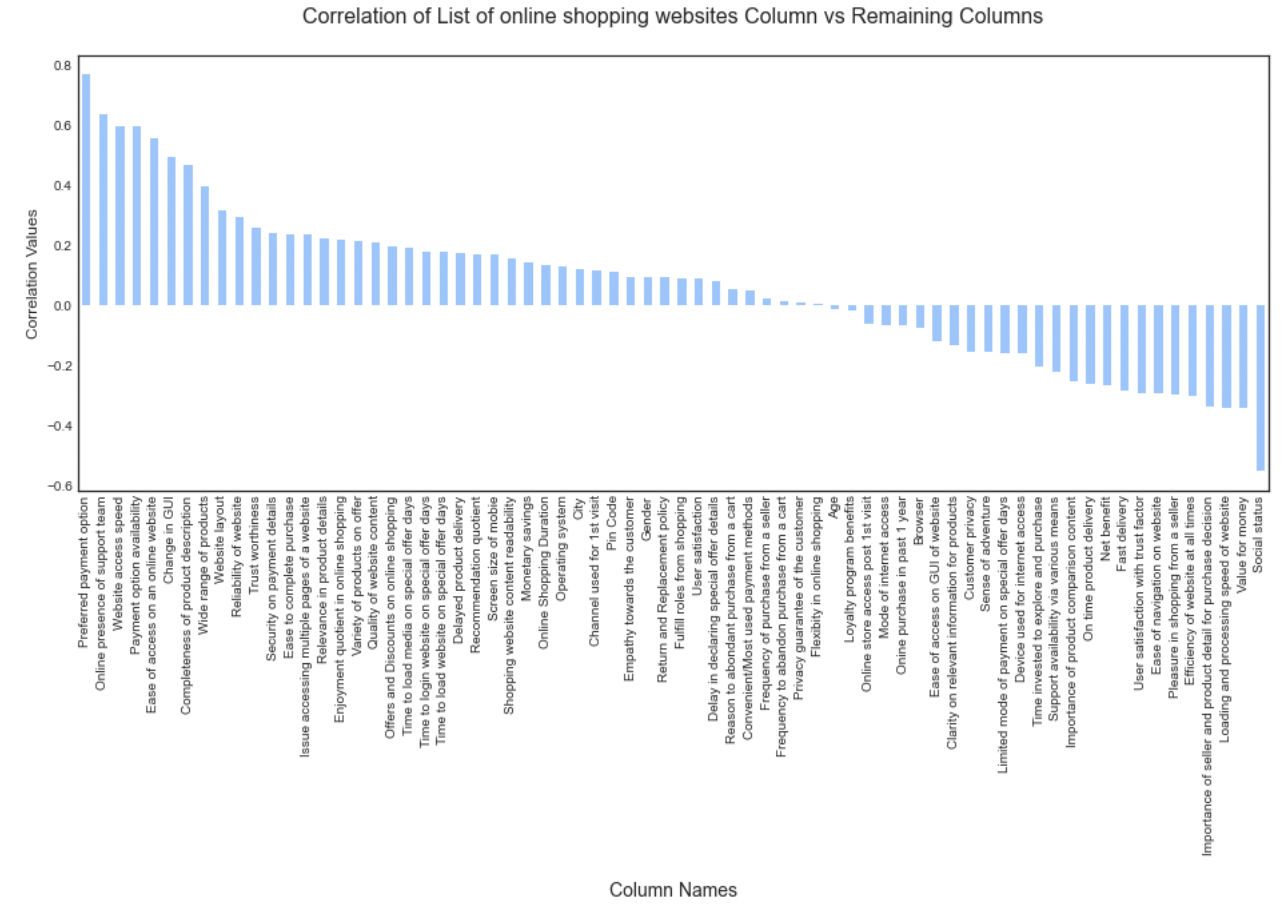 Correlation of List of online shopping websites Column vs Remaining Columns
Correlation Values
0.8
0.6
0.4
0.2
0.0
−0.2
−0.4
−0.6
Preferred payment option
Online presence of support team
Website access speed
Payment option availability
Ease of access on an online website
Change in GUI
Completeness of product description
Wide range of products
Website layout
Reliability of website
Trust worthiness
Security on payment details
Ease to complete purchase
Issue accessing multiple pages of a website
Relevance in product details
Enjoyment quotient in online shopping
Variety of products on offer
Quality of website content
Offers and Discounts on online shopping
Time to load media on special offer days
Time to login website on special offer days
Time to load website on special offer days
Delayed product delivery
Recommendation quotient
Screen size of mobie
Shopping website content readability
Monetary savings
Online Shopping Duration
Operating system
City
Channel used for 1st visit
Pin Code
Empathy towards the customer
Gender
Return and Replacement policy
Fulfill roles from shopping
User satisfaction
Delay in declaring special offer details
Reason to abondant purchase from a cart
Convenient/Most used payment methods
Frequency of purchase from a seller
Frequency to abandon purchase from a cart
Privacy guarantee of the customer
Flexibity in online shopping
Age
Loyalty program benefits
Online store access post 1st visit
Mode of internet access
Online purchase in past 1 year
Browser
Ease of access on GUI of website
Clarity on relevant information for products
Customer privacy
Sense of adventure
Limited mode of payment on special offer days
Device used for internet access
Time invested to explore and purchase
Support availability via various means
Importance of product comparison content
On time product delivery
Net benefit
Fast delivery
User satisfaction with trust factor
Ease of navigation on website
Pleasure in shopping from a seller
Efficiency of website at all times
Importance of seller and product detail for purchase decision
Loading and processing speed of website
Value for money
Social status
Column Names